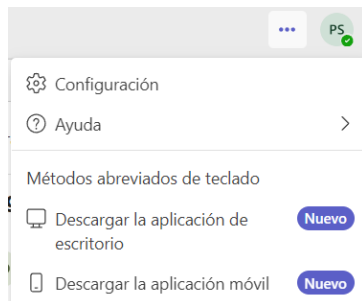 PS
Configuración
Ayuda
Métodos abreviados de teclado
Descargar la aplicación de
escritorio
Nuevo
Descargar la aplicación móvil
Nuevo